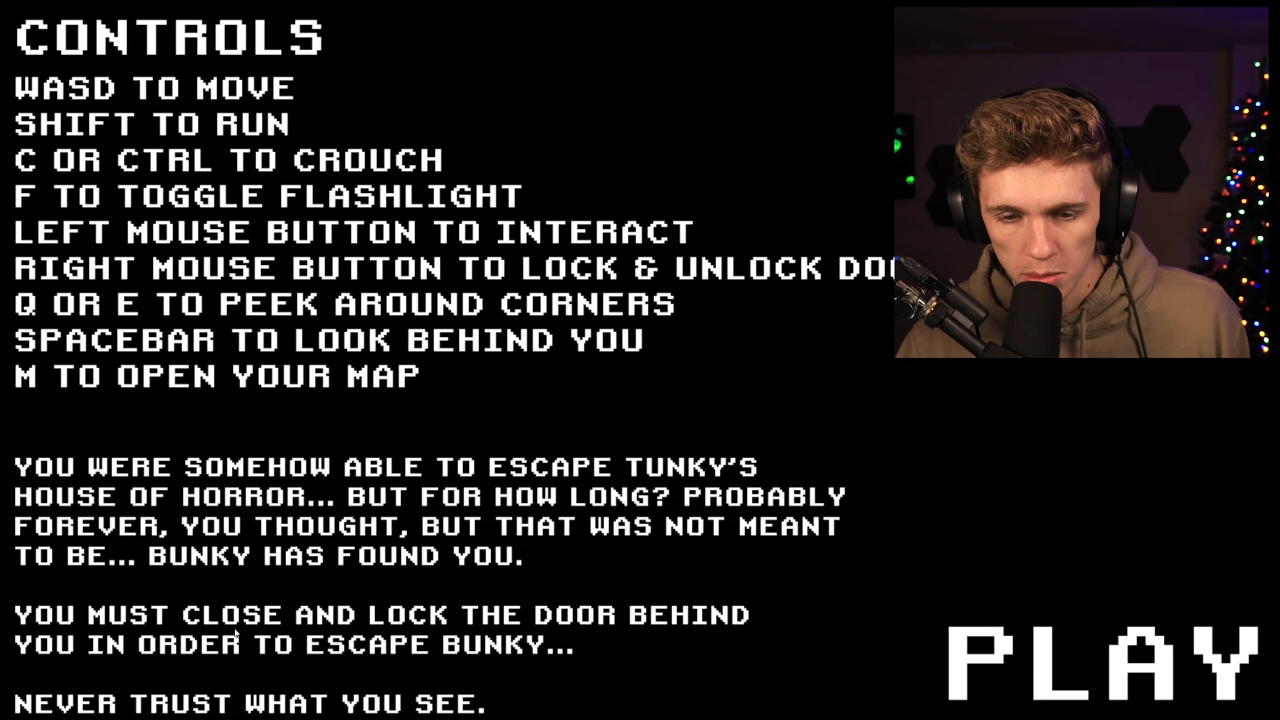 CONTROLS
WASD TO MOVE
SHIFT TO RUN
C OR CTRL TO CROUCH
F TO TOGGLE FLASHLIGHT
LEFT MOUSE BUTTON TO INTERACT
RIGHT MOUSE BUTTON TO LOCK & UNLOCK
Q OR E TO PEEK AROUND CORNERS
SPACEBAR TO LOOK BEHIND YOU
M TO OPEN YOUR MAP
YOU WERE SOMEHOW ABLE TO ESCAPE TUNKY'S
HOUSE OF HORROR... BUT FOR HOW LONG? PROBABLY
FOREVER, YOU THOUGHT, BUT THAT WAS NOT MEANT
TO BE... BUNKY HAS FOUND YOU.
YOU MUST CLOSE AND LOCK THE DOOR BEHIND
YOU IN ORDER TO ESCAPE BUNKY...
NEVER TRUST WHAT YOU SEE.
PLAY